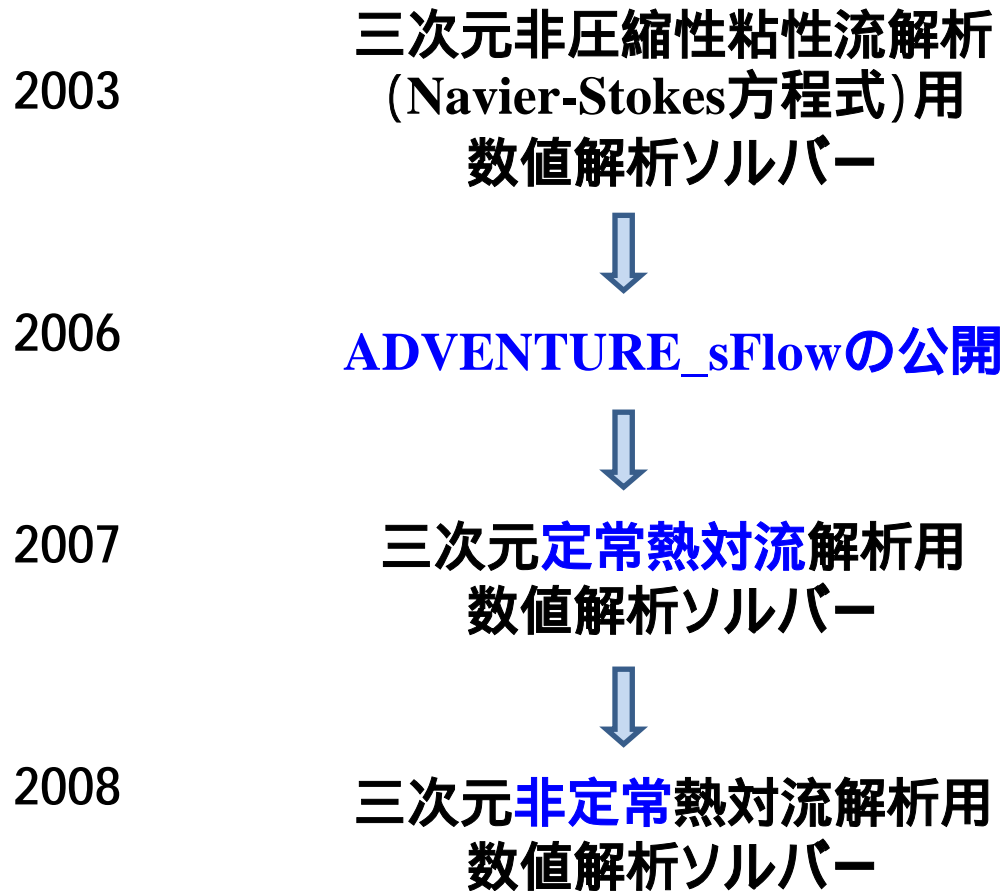 2003
三次元非圧縮性粘性流解析
(Navier-Stokes方程式)用
数値解析ソルバー
2006
ADVENTURE_sFlowの公開
2007
三次元定常熱対流解析用
数値解析ソルバー
2008
三次元非定常熱対流解析用
数値解析ソルバー